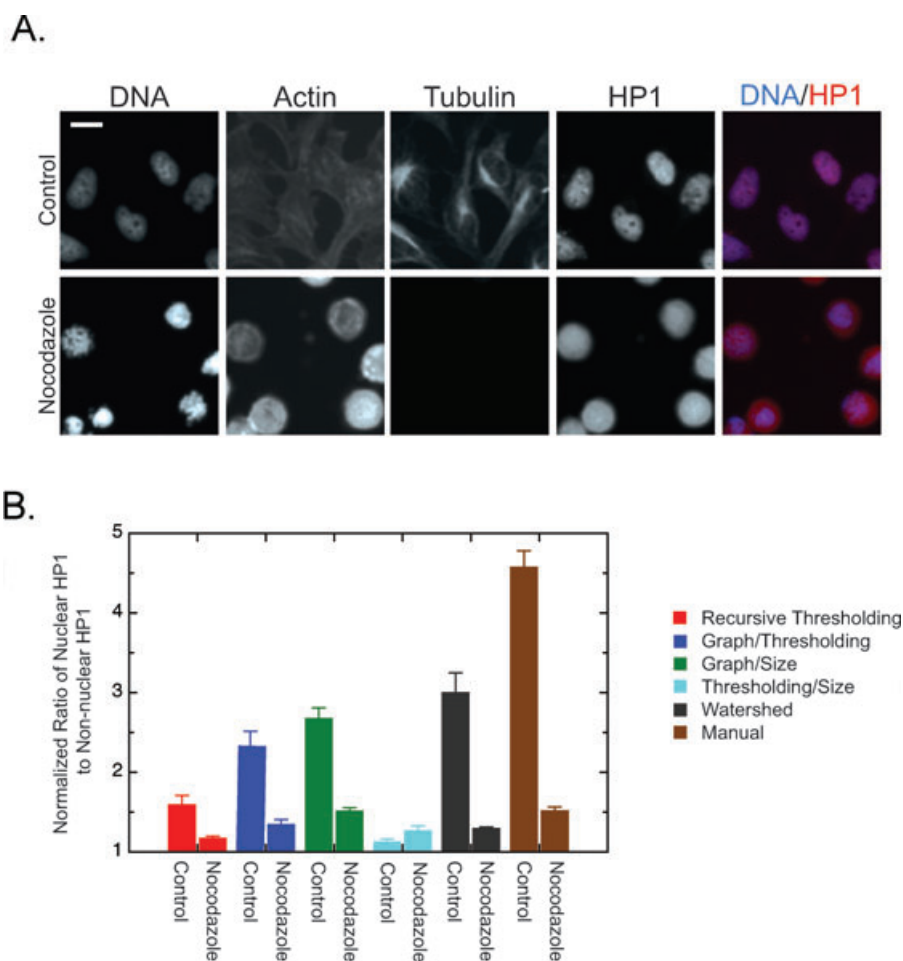 A.
DNA Actin Tubulin HP1 DNA/HP1
Control
Nocodazole
B.
Normalized Ratio of Nuclear HP1
to Non-nuclear HP1
5
4
3
2
1
Control Nocodazole Control Nocodazole Control Nocodazole Control Nocodazole Control Nocodazole Control Nocodazole
Recursive Thresholding
Graph/Thresholding
Graph/Size
Thresholding/Size
Watershed
Manual